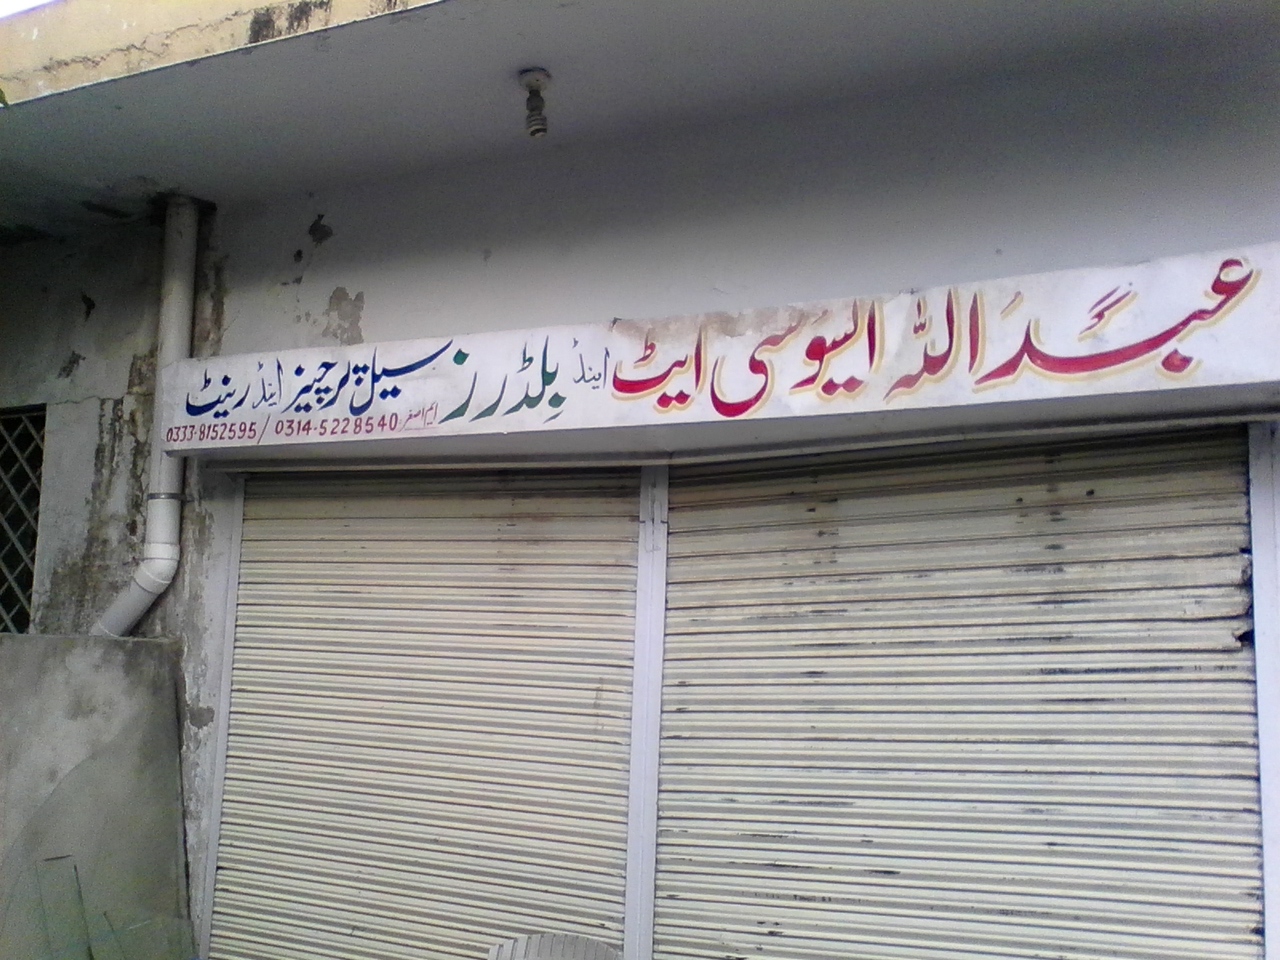 عبداللہ ایسوسی ایٹ اینڈ بلڈرز سیل پرچیز اینڈ رینٹ
ایم اصغر 0314-5228540 / 0333-8152595